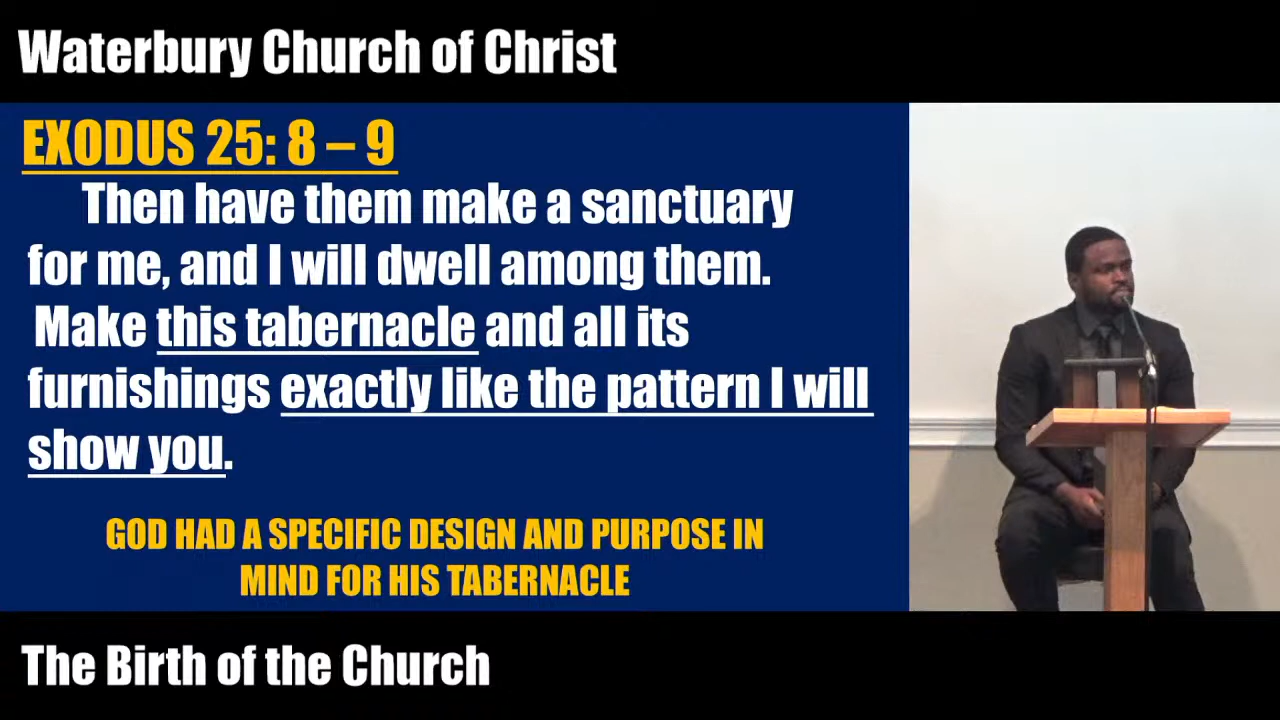 Waterbury Church of Christ
EXODUS 25: 8 – 9
Then have them make a sanctuary
for me, and I will dwell among them.
Make this tabernacle and all its
furnishings exactly like the pattern I will
show you.
GOD HAD A SPECIFIC DESIGN AND PURPOSE IN
MIND FOR HIS TABERNACLE
The Birth of the Church